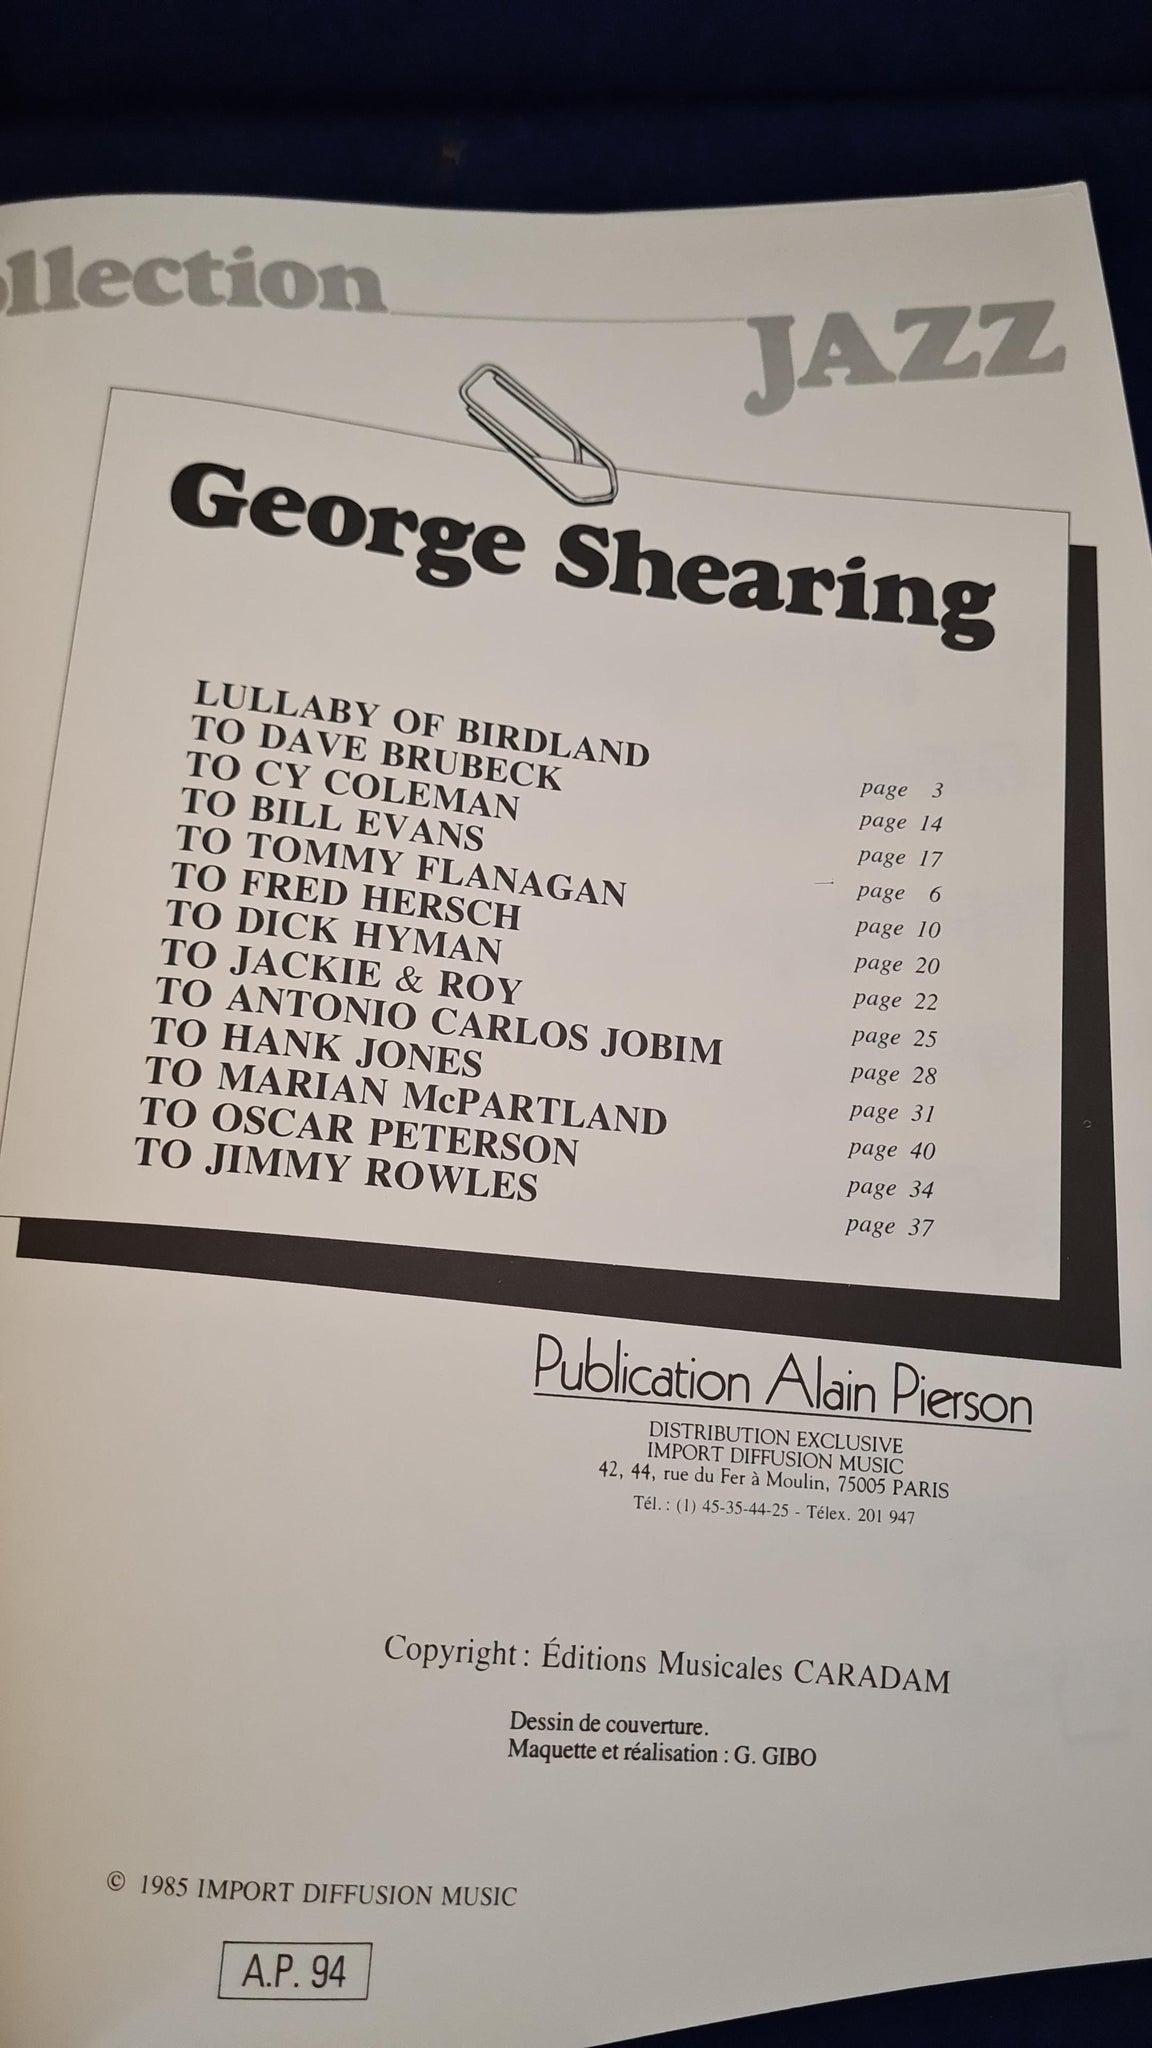 ollection
JAZZ
George Shearing
LULLABY OF BIRDLAND page 3
TO DAVE BRUBECK page 14
TO CY COLEMAN page 17
TO BILL EVANS page 6
TO TOMMY FLANAGAN page 10
TO FRED HERSCH page 20
TO DICK HYMAN page 22
TO JACKIE & ROY page 25
TO ANTONIO CARLOS JOBIM page 28
TO HANK JONES page 31
TO MARIAN McPARTLAND page 40
TO OSCAR PETERSON page 34
TO JIMMY ROWLES page 37
Publication Alain Pierson
DISTRIBUTION EXCLUSIVE
IMPORT DIFFUSION MUSIC
42, 44, rue du Fer à Moulin, 75005 PARIS
Tél. : (1) 45-35-44-25 - Télex. 201 947
Copyright : Éditions Musicales CARADAM
Dessin de couverture.
Maquette et réalisation : G. GIBO
© 1985 IMPORT DIFFUSION MUSIC
A.P. 94